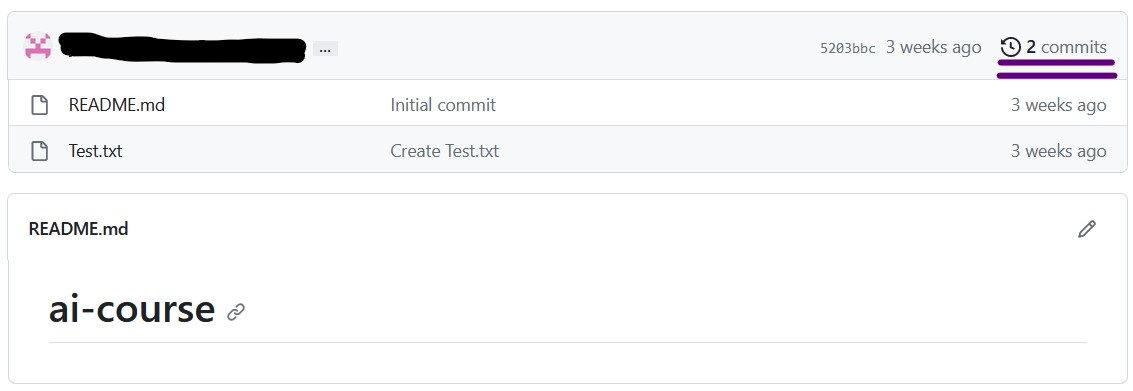 ... 5203bbc 3 weeks ago 2 commits
README.md Initial commit 3 weeks ago
Test.txt Create Test.txt 3 weeks ago
README.md
ai-course